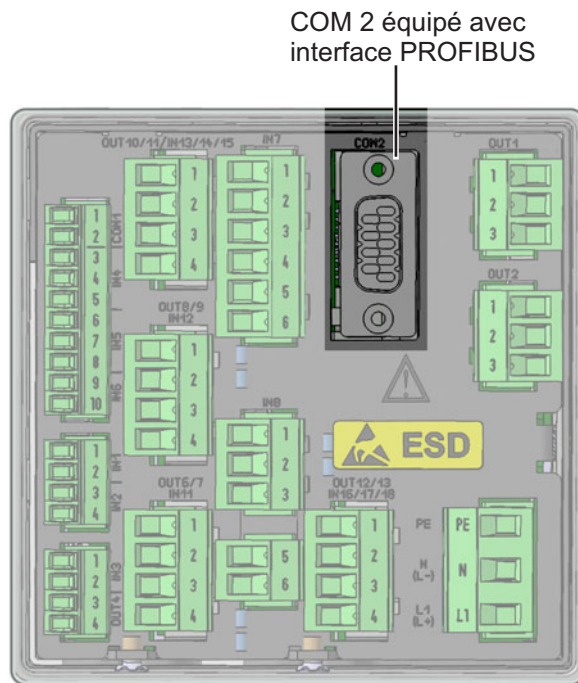 COM 2 équipé avec
interface PROFIBUS
OUT10/11/IN13/14/15
IN7
COM2
OUT1
1
2
3
4
1
2
3
4
5
6
1
2
3
1
2
3
4
5
6
7
8
9
10
COM1
IN4
IN5
IN6
OUT8/9
IN12
1
2
3
4
OUT2
1
2
3
IN8
1
2
3
ESD
1
2
3
4
IN1
IN2
OUT6/7
IN11
1
2
3
4
5
6
OUT12/13
IN16/17/18
1
2
3
4
PE
N
(L-)
L1
(L+)
PE
N
L1
1
2
3
4
IN3
OUT4